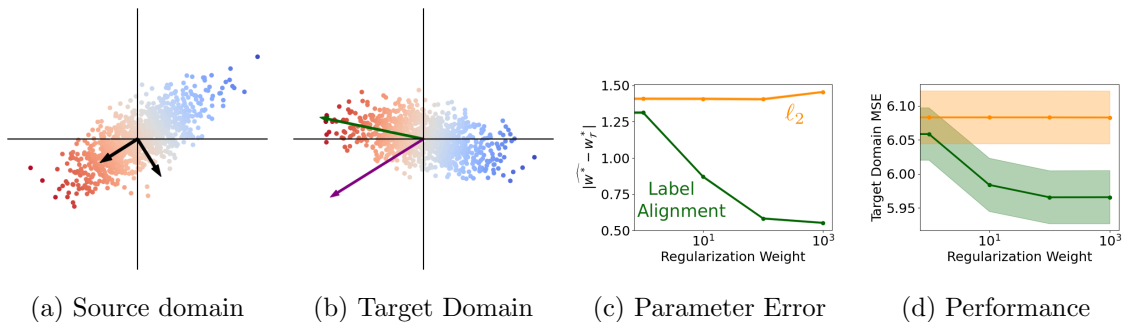 1.50
1.25
1.00
0.75
0.50
|ŵ* − w*_𝒯|
ℓ₂
Label
Alignment
10¹
10³
Regularization Weight
6.10
6.05
6.00
5.95
Target Domain MSE
10¹
10³
Regularization Weight
(a) Source domain
(b) Target Domain
(c) Parameter Error
(d) Performance